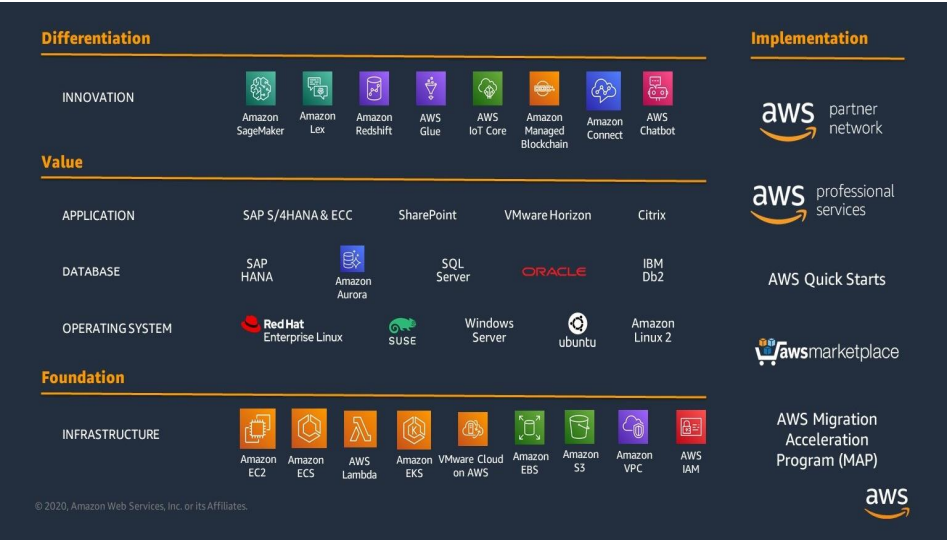 Differentiation
Implementation
INNOVATION
Amazon
SageMaker
Amazon
Lex
Amazon
Redshift
AWS
Glue
AWS
IoT Core
Amazon
Managed
Blockchain
Amazon
Connect
AWS
Chatbot
aws partner
network
Value
APPLICATION
SAP S/4HANA & ECC
SharePoint
VMware Horizon
Citrix
aws professional
services
DATABASE
SAP
HANA
Amazon
Aurora
SQL
Server
ORACLE
IBM
Db2
AWS Quick Starts
OPERATING SYSTEM
Red Hat
Enterprise Linux
SUSE
Windows
Server
ubuntu
Amazon
Linux 2
aws marketplace
Foundation
INFRASTRUCTURE
Amazon
EC2
Amazon
ECS
AWS
Lambda
Amazon
EKS
VMware Cloud
on AWS
Amazon
EBS
Amazon
S3
Amazon
VPC
AWS
IAM
AWS Migration
Acceleration
Program (MAP)
© 2020, Amazon Web Services, Inc. or its Affiliates.
aws